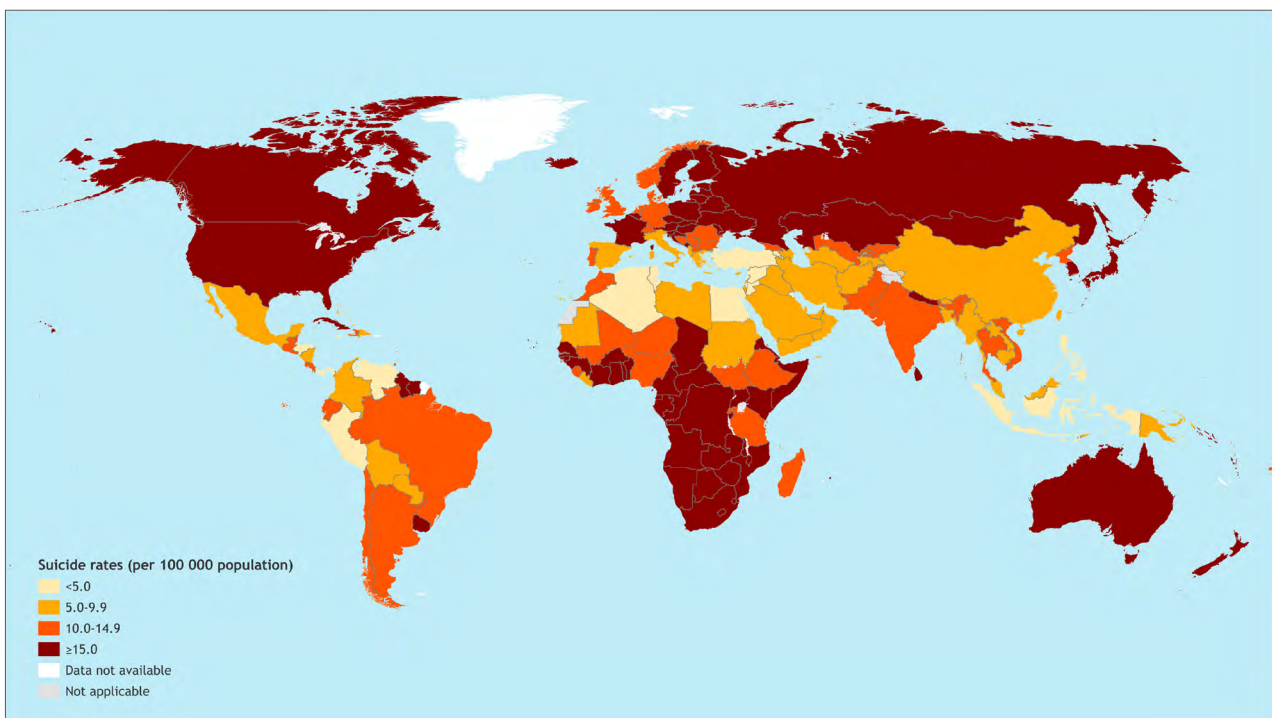 Suicide rates (per 100 000 population)
<5.0
5.0-9.9
10.0-14.9
≥15.0
Data not available
Not applicable